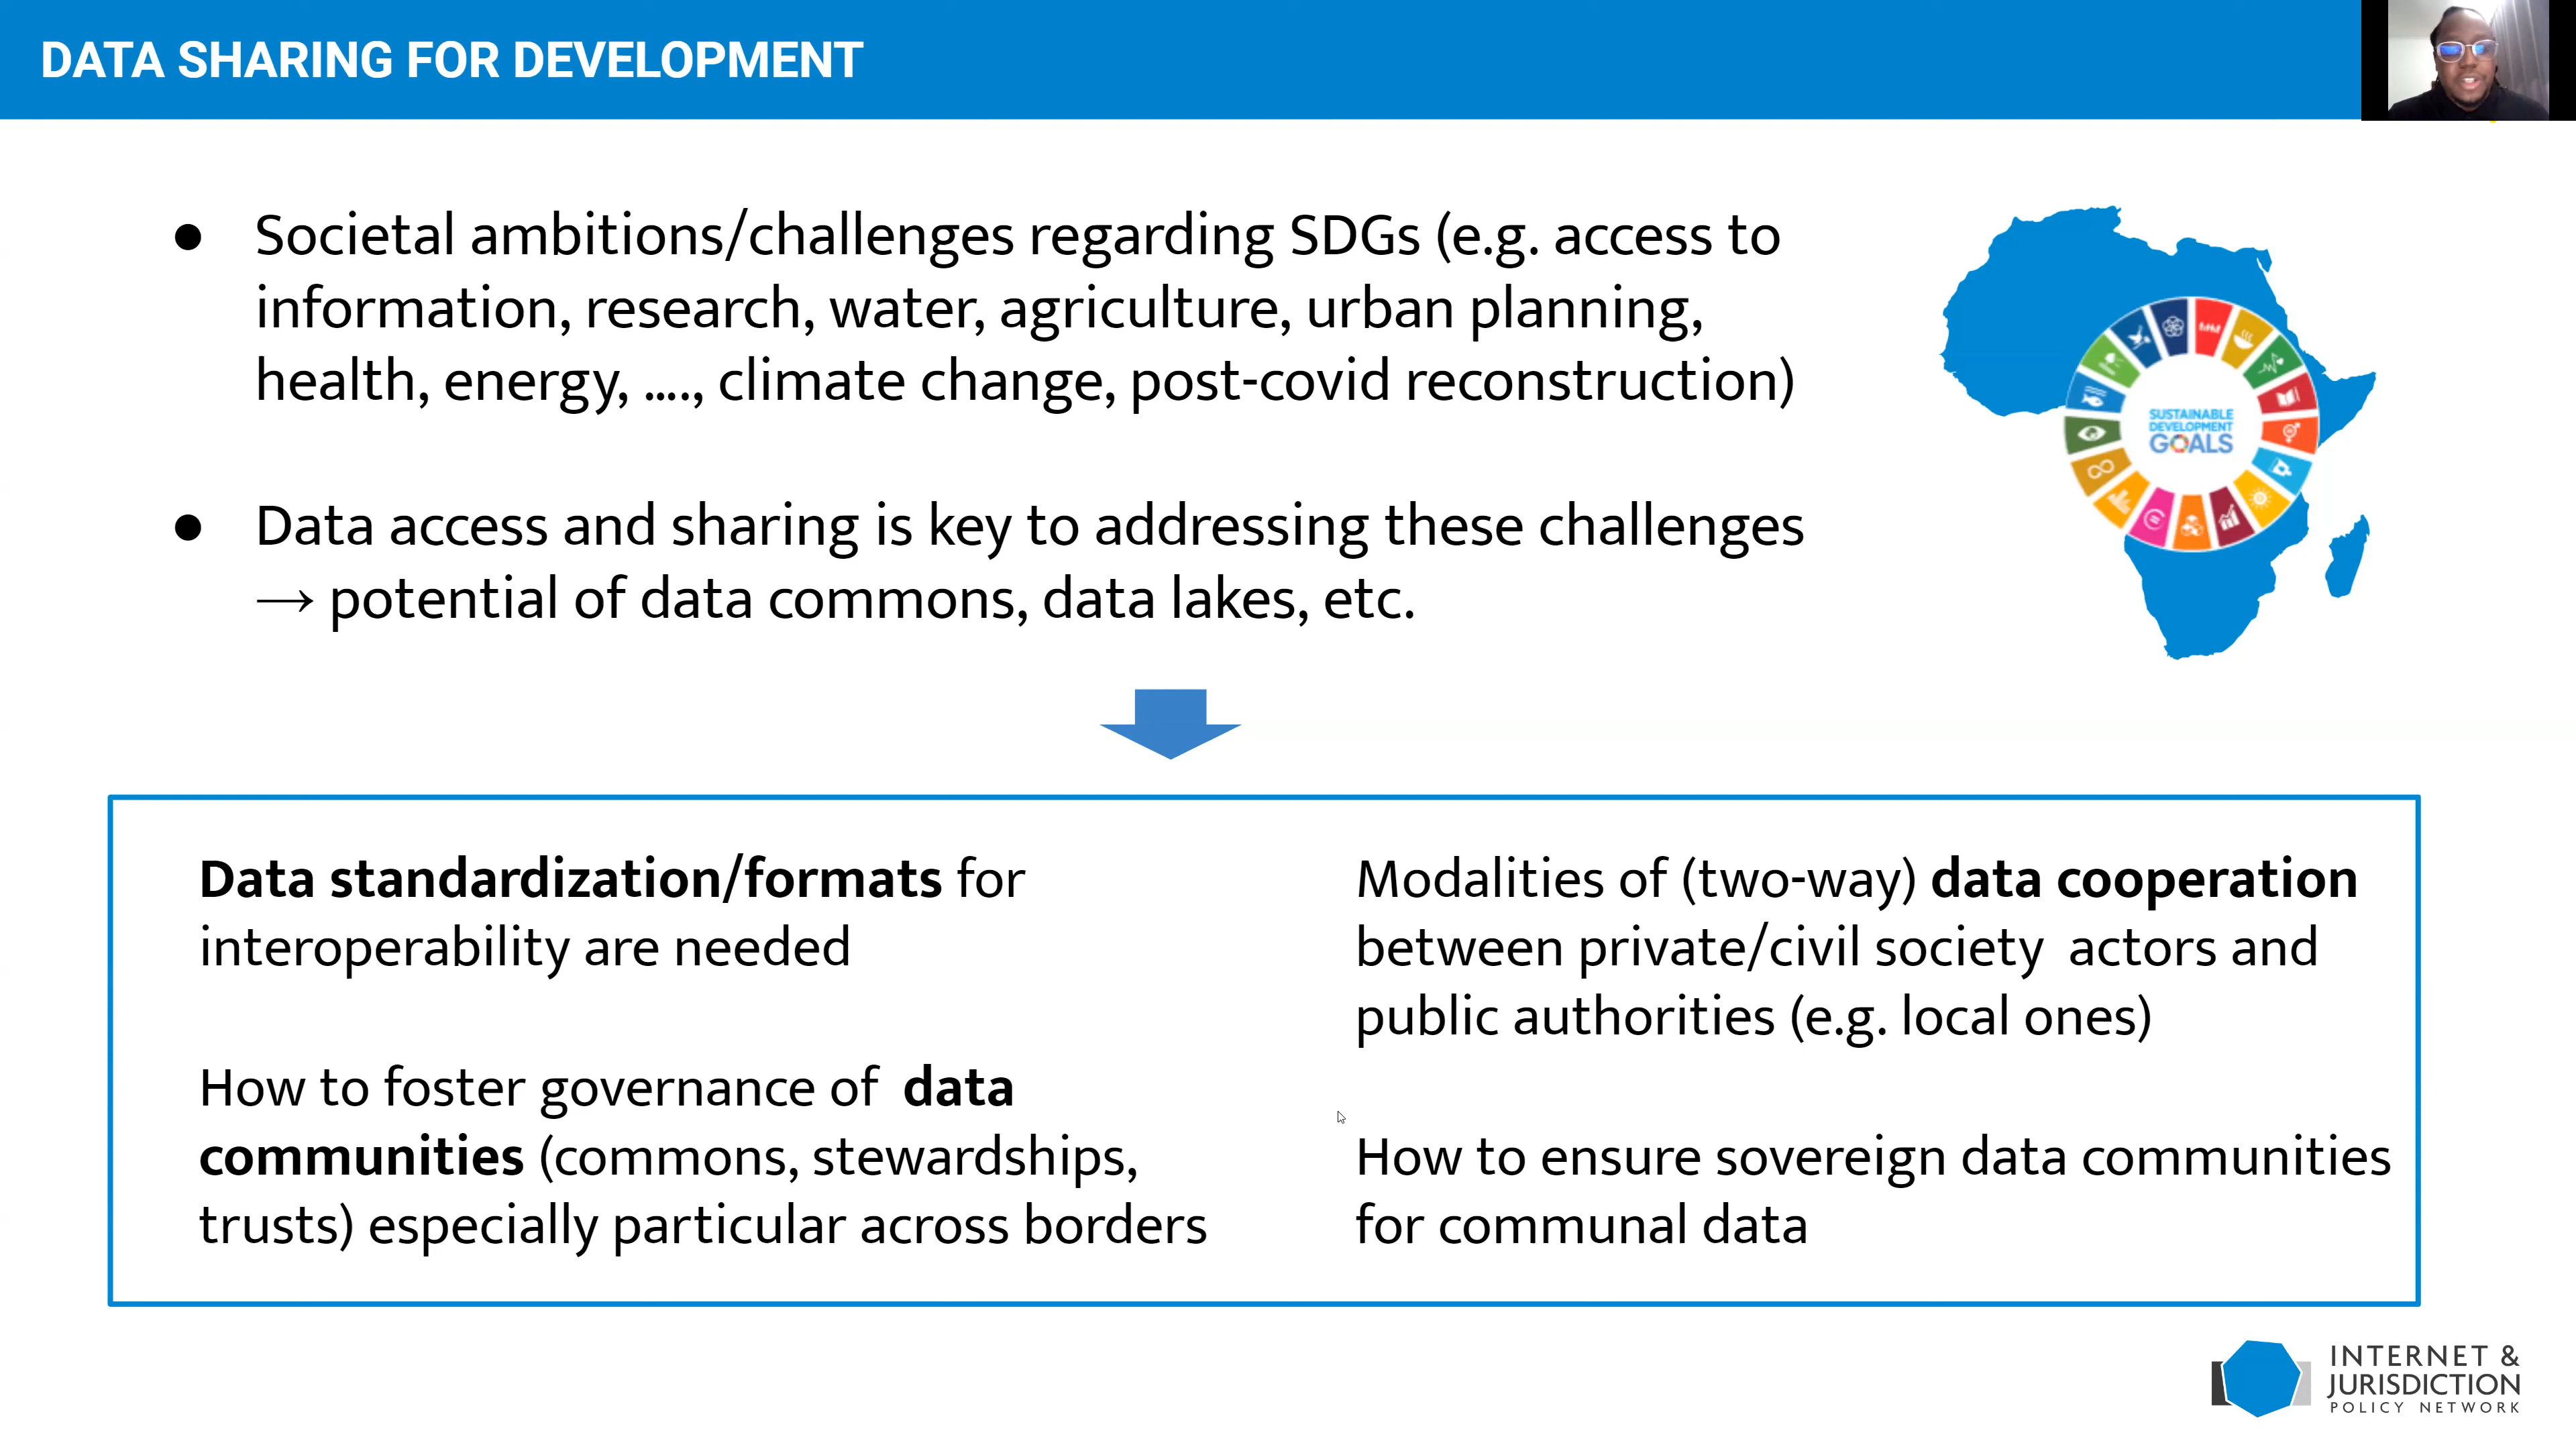 DATA SHARING FOR DEVELOPMENT
● Societal ambitions/challenges regarding SDGs (e.g. access to
information, research, water, agriculture, urban planning,
health, energy, ...., climate change, post-covid reconstruction)
● Data access and sharing is key to addressing these challenges
→ potential of data commons, data lakes, etc.
SUSTAINABLE
DEVELOPMENT
GOALS
Data standardization/formats for
interoperability are needed
How to foster governance of data
communities (commons, stewardships,
trusts) especially particular across borders
Modalities of (two-way) data cooperation
between private/civil society actors and
public authorities (e.g. local ones)
How to ensure sovereign data communities
for communal data
INTERNET &
JURISDICTION
POLICY NETWORK